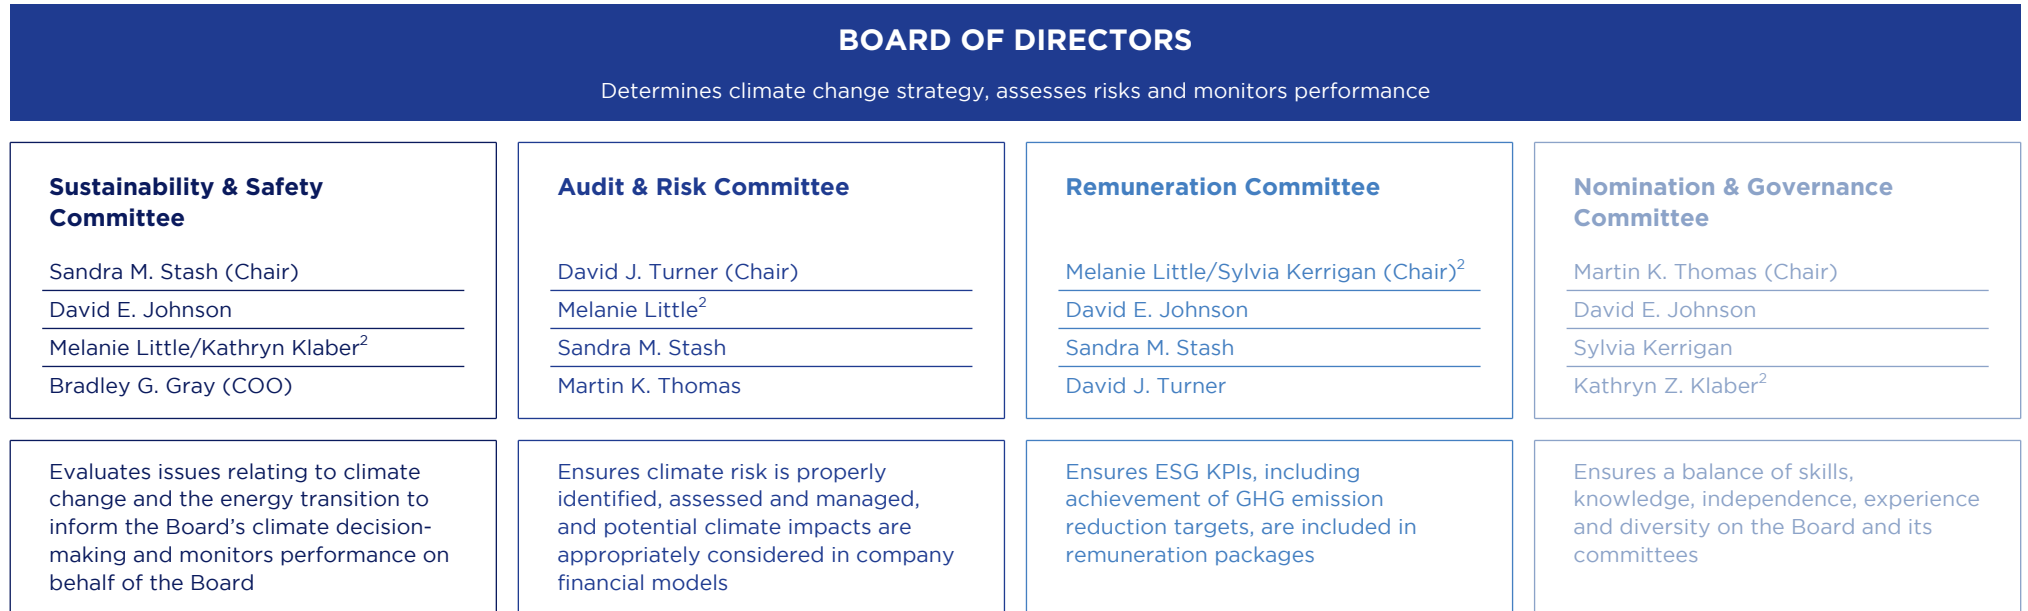 BOARD OF DIRECTORS
Determines climate change strategy, assesses risks and monitors performance
Sustainability & Safety
Committee
Sandra M. Stash (Chair)
David E. Johnson
Melanie Little/Kathryn Klaber²
Bradley G. Gray (COO)
Evaluates issues relating to climate
change and the energy transition to
inform the Board’s climate decision-
making and monitors performance on
behalf of the Board
Audit & Risk Committee
David J. Turner (Chair)
Melanie Little²
Sandra M. Stash
Martin K. Thomas
Ensures climate risk is properly
identified, assessed and managed,
and potential climate impacts are
appropriately considered in company
financial models
Remuneration Committee
Melanie Little/Sylvia Kerrigan (Chair)²
David E. Johnson
Sandra M. Stash
David J. Turner
Ensures ESG KPIs, including
achievement of GHG emission
reduction targets, are included in
remuneration packages
Nomination & Governance
Committee
Martin K. Thomas (Chair)
David E. Johnson
Sylvia Kerrigan
Kathryn Z. Klaber²
Ensures a balance of skills,
knowledge, independence, experience
and diversity on the Board and its
committees